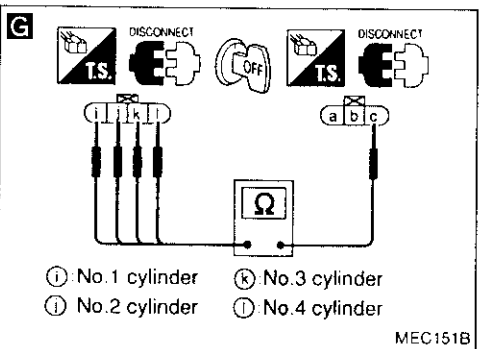 G
DISCONNECT
DISCONNECT
T.S.
OFF
T.S.
i j k l
a b c
Ω
ⓘ:No.1 cylinder
ⓚ:No.3 cylinder
ⓙ No.2 cylinder
ⓛ:No.4 cylinder
MEC151B